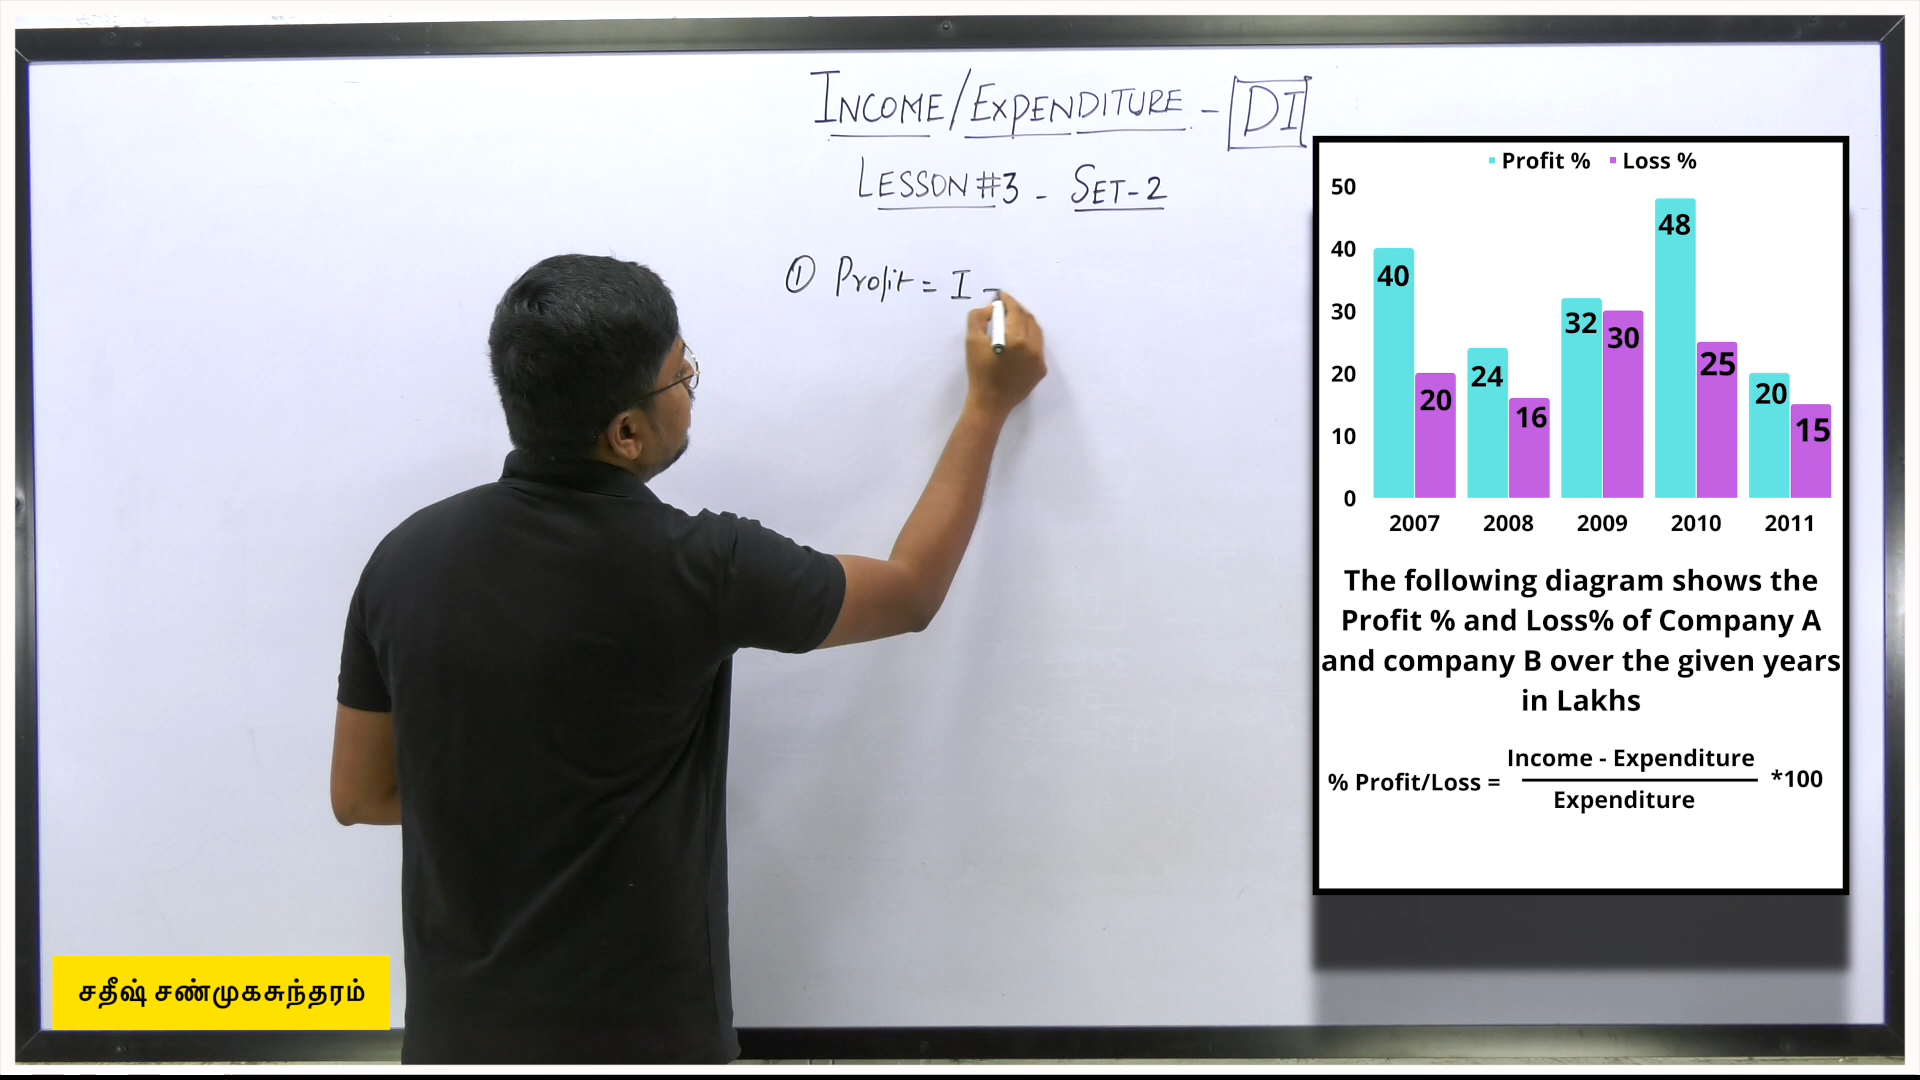 INCOME/EXPENDITURE - DI
LESSON #3 - SET-2
① Profit = I -
Profit % Loss %
50
40
30
20
10
0
40 20 24 16 32 30 48 25 20 15
2007 2008 2009 2010 2011
The following diagram shows the
Profit % and Loss% of Company A
and company B over the given years
in Lakhs
% Profit/Loss = Income - Expenditure
Expenditure
*100
சதீஷ் சண்முகசுந்தரம்